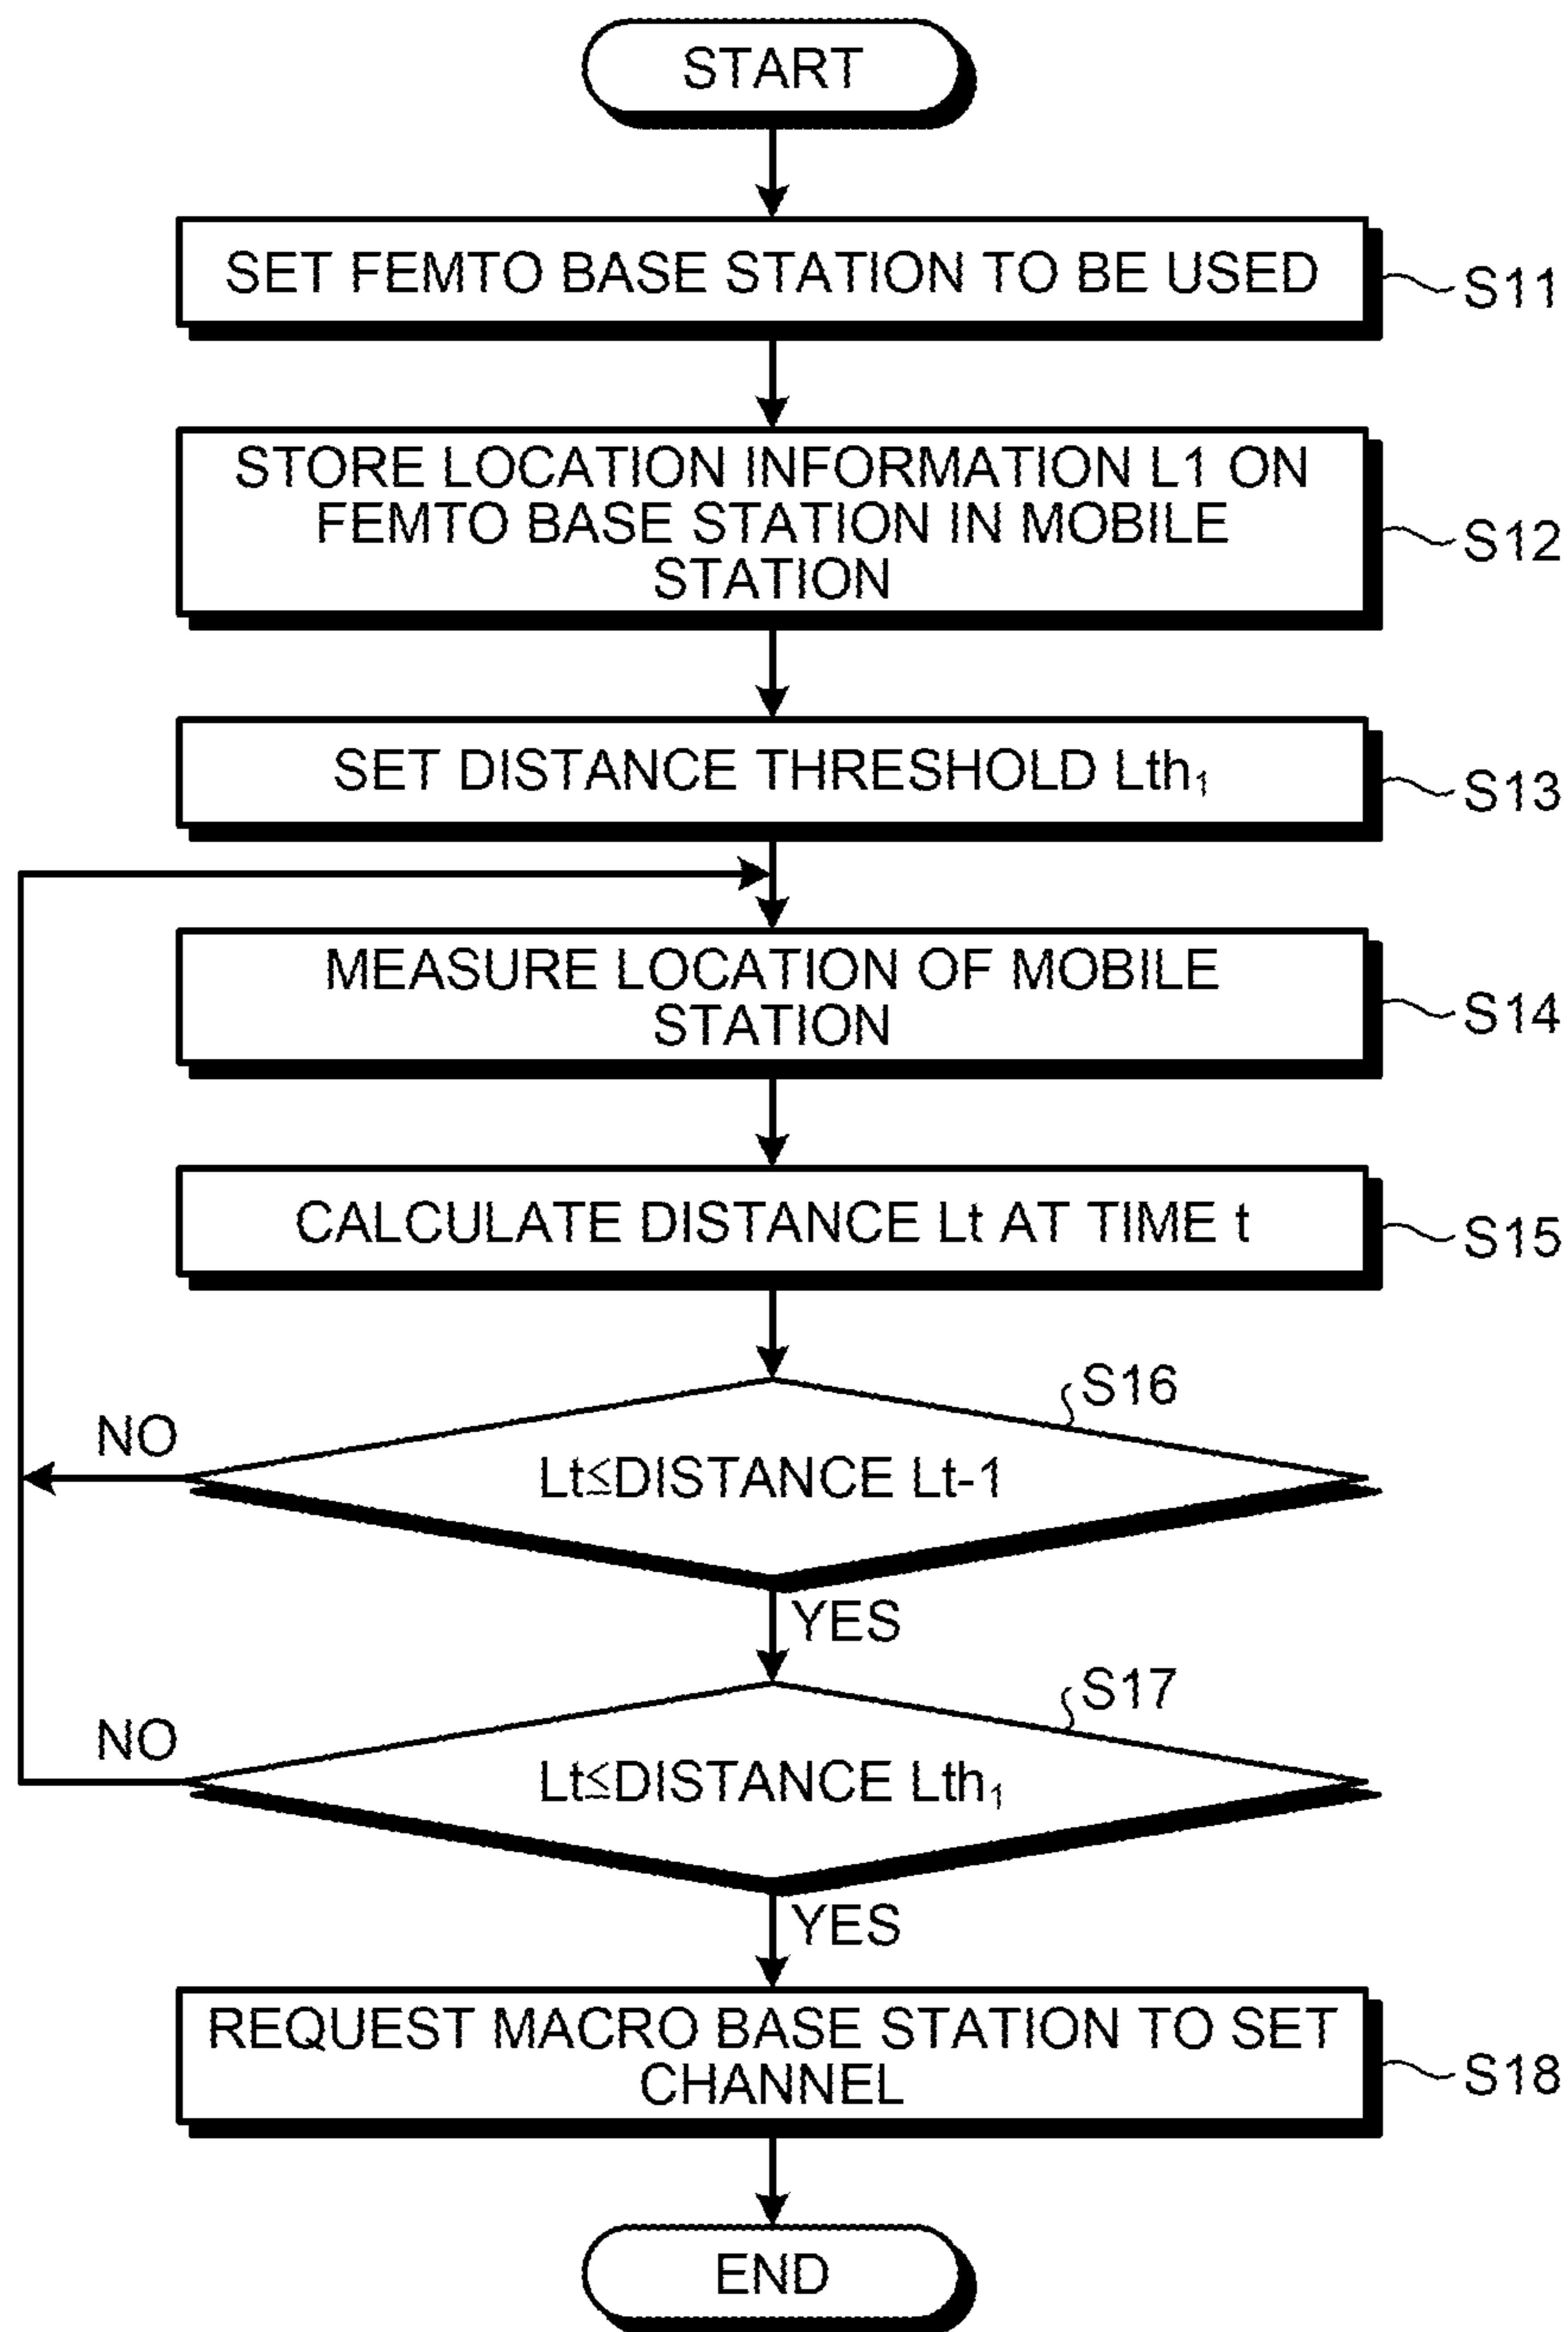 START
SET FEMTO BASE STATION TO BE USED
S11
STORE LOCATION INFORMATION L1 ON
FEMTO BASE STATION IN MOBILE
STATION
S12
SET DISTANCE THRESHOLD Lth₁
S13
MEASURE LOCATION OF MOBILE
STATION
S14
CALCULATE DISTANCE Lt AT TIME t
S15
S16
NO
Lt≦DISTANCE Lt-1
YES
S17
NO
Lt≦DISTANCE Lth₁
YES
REQUEST MACRO BASE STATION TO SET
CHANNEL
S18
END